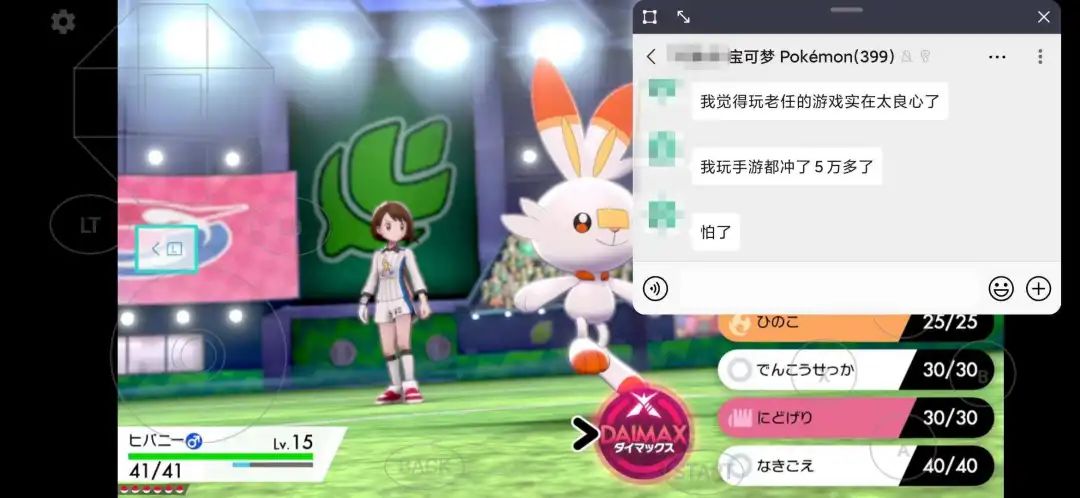 宝可梦 Pokémon(399)
我觉得玩老任的游戏实在太良心了
我玩手游都冲了5万多了
怕了
LT
L
ひのこ 25/25
でんこうせっか 30/30
X
B
にどげり 30/30
A
なきごえ 40/40
DAIMAX
ダイマックス
ヒバニー♂ Lv.15
41/41
BACK
START